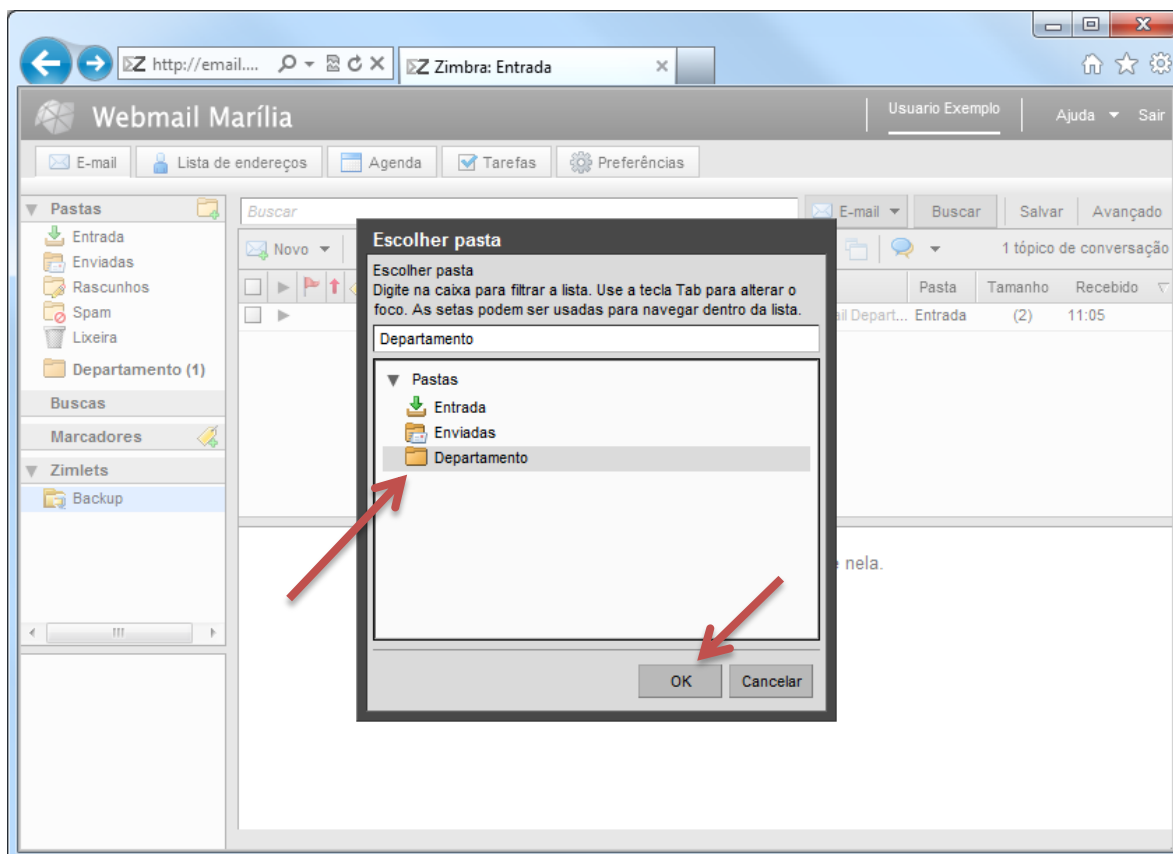 http://ema il....
Zimbra: Entrada
Webmail Marília
Usuario Exemplo
Ajuda
Sair
E-mail
Lista de endereços
Agenda
Tarefas
Preferências
Pastas
Entrada
Enviadas
Rascunhos
Spam
Lixeira
Departamento (1)
Buscas
Marcadores
Zimlets
Backup
Buscar
E-mail
Buscar
Salvar
Avançado
Novo
1 tópico de conversação
Pasta
Tamanho
Recebido
Depart...
Entrada
(2)
11:05
nela.
Escolher pasta
Escolher pasta
Digite na caixa para filtrar a lista. Use a tecla Tab para alterar o
foco. As setas podem ser usadas para navegar dentro da lista.
Departamento
Pastas
Entrada
Enviadas
Departamento
OK
Cancelar